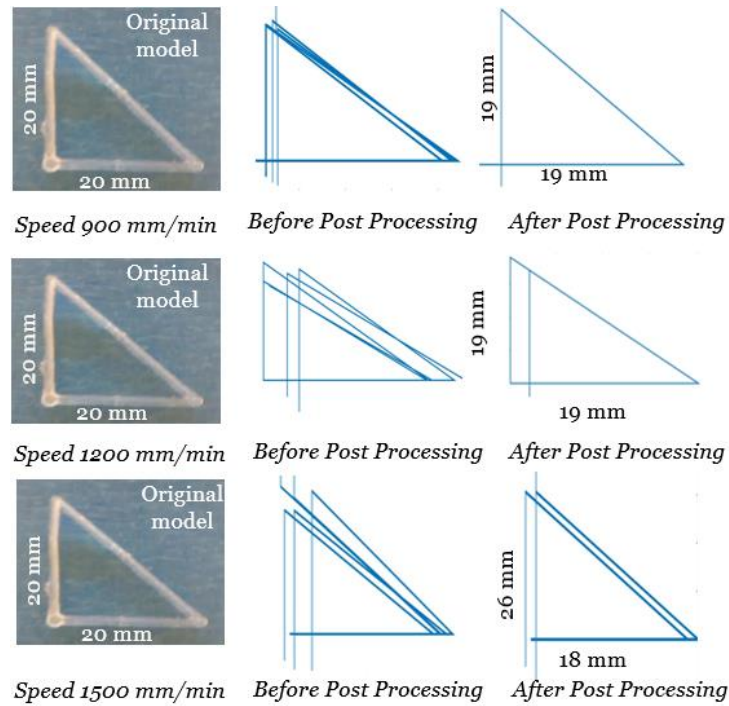 Original
model
20 mm
20 mm
19 mm
19 mm
Speed 900 mm/min
Before Post Processing
After Post Processing
Original
model
20 mm
20 mm
19 mm
19 mm
Speed 1200 mm/min
Before Post Processing
After Post Processing
Original
model
20 mm
20 mm
26 mm
18 mm
Speed 1500 mm/min
Before Post Processing
After Post Processing